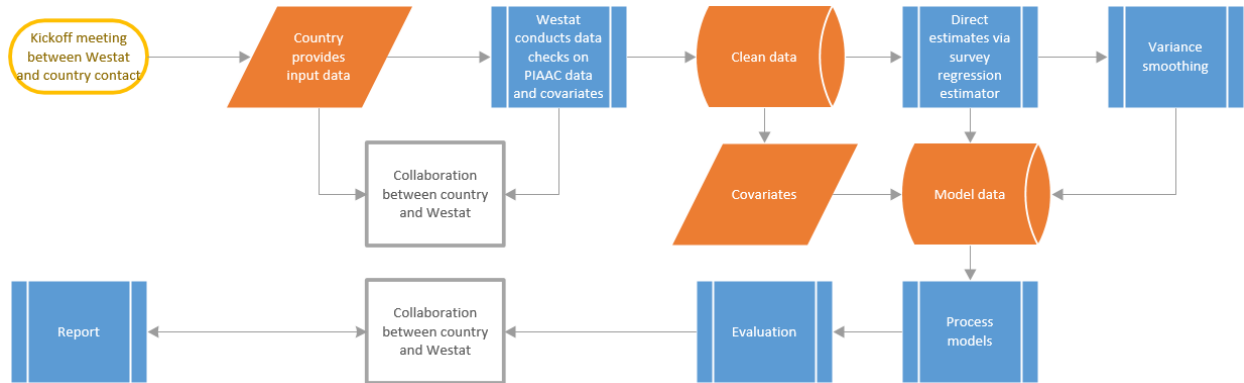 Kickoff meeting
between Westat
and country contact
Country
provides
input data
Westat
conducts data
checks on
PIAAC data
and covariates
Clean data
Direct
estimates via
survey
regression
estimator
Variance
smoothing
Collaboration
between country
and Westat
Covariates
Model data
Report
Collaboration
between country
and Westat
Evaluation
Process
models